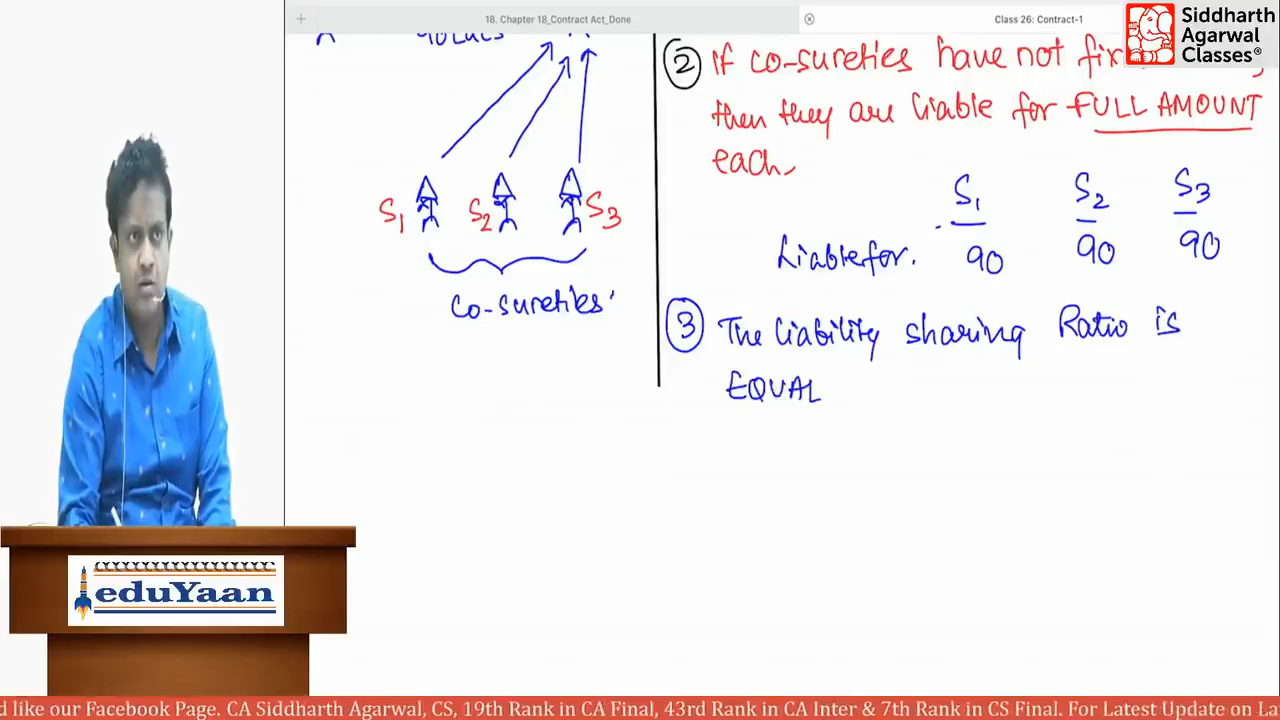 18. Chapter 18_Contract Act_Done
Class 26: Contract-1
Siddharth
Agarwal
Classes®
② If co-sureties have not
then they are liable for FULL AMOUNT
each.
S1 S2 S3
Liable for. 90 90 90
S1 S2 S3
co-sureties
③ The liability sharing Ratio is
EQUAL
eduYaan
d like our Facebook Page. CA Siddharth Agarwal, CS, 19th Rank in CA Final, 43rd Rank in CA Inter & 7th Rank in CS Final. For Latest Update on La